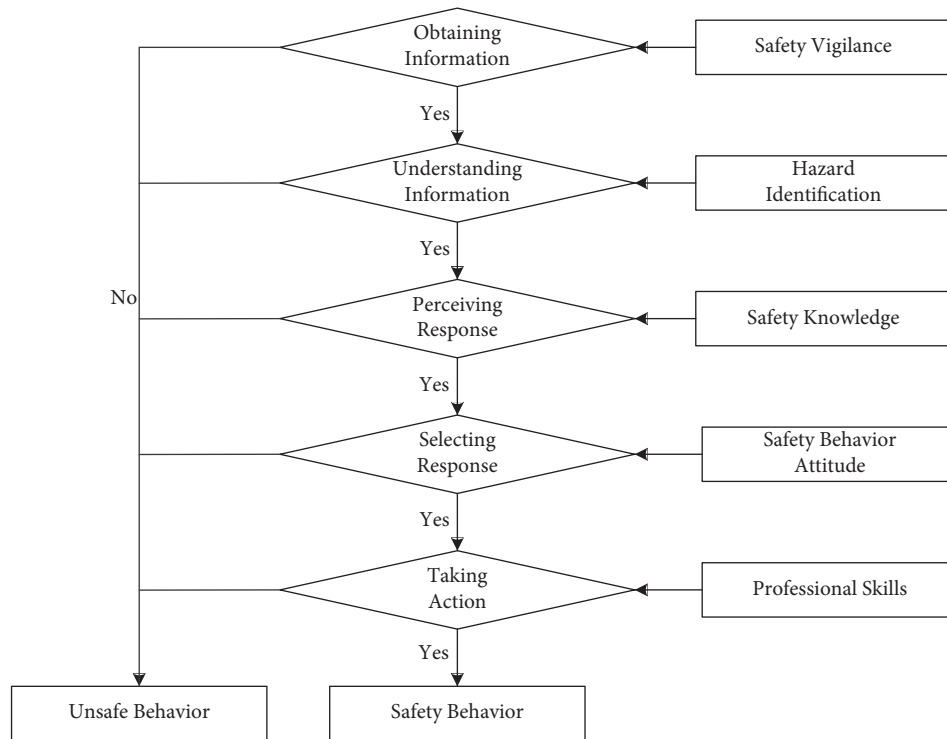 Obtaining
Information
Safety Vigilance
Yes
Understanding
Information
Hazard
Identification
Yes
No
Perceiving
Response
Safety Knowledge
Yes
Selecting
Response
Safety Behavior
Attitude
Yes
Taking
Action
Professional Skills
Yes
Unsafe Behavior
Safety Behavior